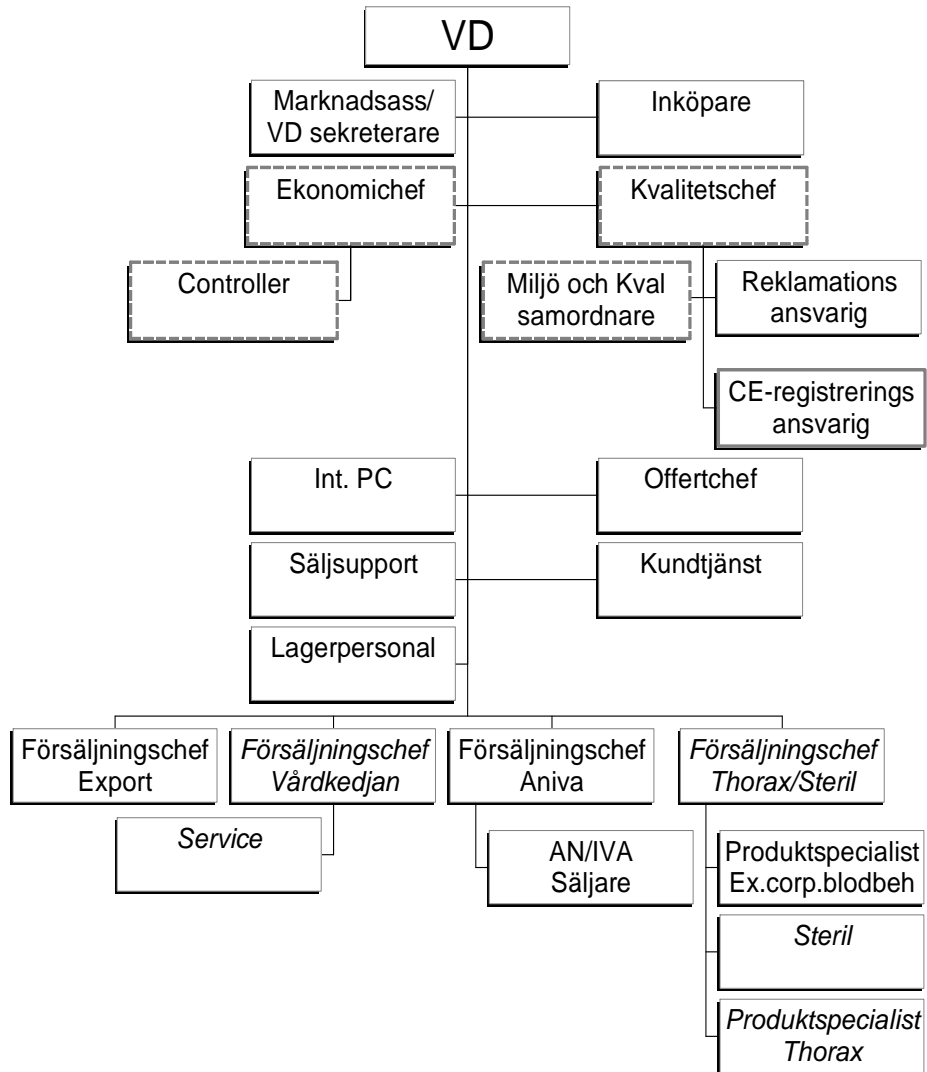 VD
Marknadsass/
VD sekreterare
Inköpare
Ekonomichef
Kvalitetschef
Controller
Miljö och Kval
samordnare
Reklamations
ansvarig
CE-registrerings
ansvarig
Int. PC
Offertchef
Säljsupport
Kundtjänst
Lagerpersonal
Försäljningschef
Export
Försäljningschef
Vårdkedjan
Försäljningschef
Aniva
Försäljningschef
Thorax/Steril
Service
AN/IVA
Säljare
Produktspecialist
Ex.corp.blodbeh
Steril
Produktspecialist
Thorax